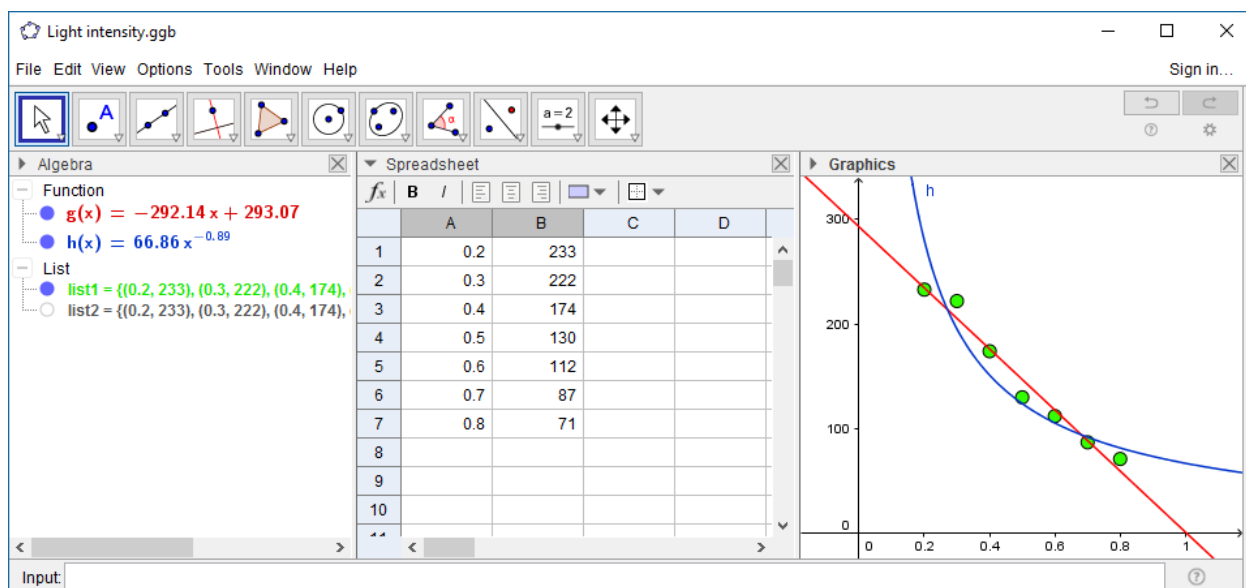 Light intensity.ggb
File Edit View Options Tools Window Help
Sign in...
A
α
a=2
Algebra
Function
g(x) = −292.14 x + 293.07
h(x) = 66.86 x^−0.89
List
list1 = {(0.2, 233), (0.3, 222), (0.4, 174),
list2 = {(0.2, 233), (0.3, 222), (0.4, 174),
Spreadsheet
fx B I
A B C D
1 0.2 233
2 0.3 222
3 0.4 174
4 0.5 130
5 0.6 112
6 0.7 87
7 0.8 71
8
9
10
Graphics
h
300
200
100
0
0 0.2 0.4 0.6 0.8 1
Input: